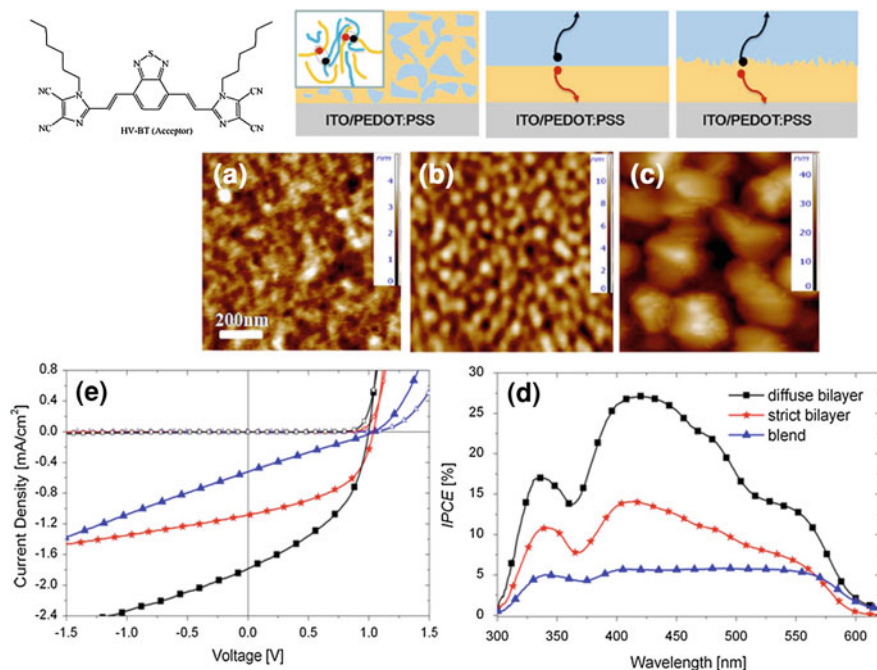 S
N N
N N
NC CN
NC N N CN
HV-BT (Acceptor)
ITO/PEDOT:PSS
ITO/PEDOT:PSS
ITO/PEDOT:PSS
(a)
nm
4
3
2
1
0
200nm
(b)
nm
10
8
6
4
2
0
(c)
nm
40
30
20
10
0
(e)
Current Density [mA/cm²]
0.8
0.4
0.0
-0.4
-0.8
-1.2
-1.6
-2.0
-2.4
-1.5 -1.0 -0.5 0.0 0.5 1.0 1.5
Voltage [V]
(d)
IPCE [%]
30
25
20
15
10
5
0
diffuse bilayer
strict bilayer
blend
300 350 400 450 500 550 600
Wavelength [nm]